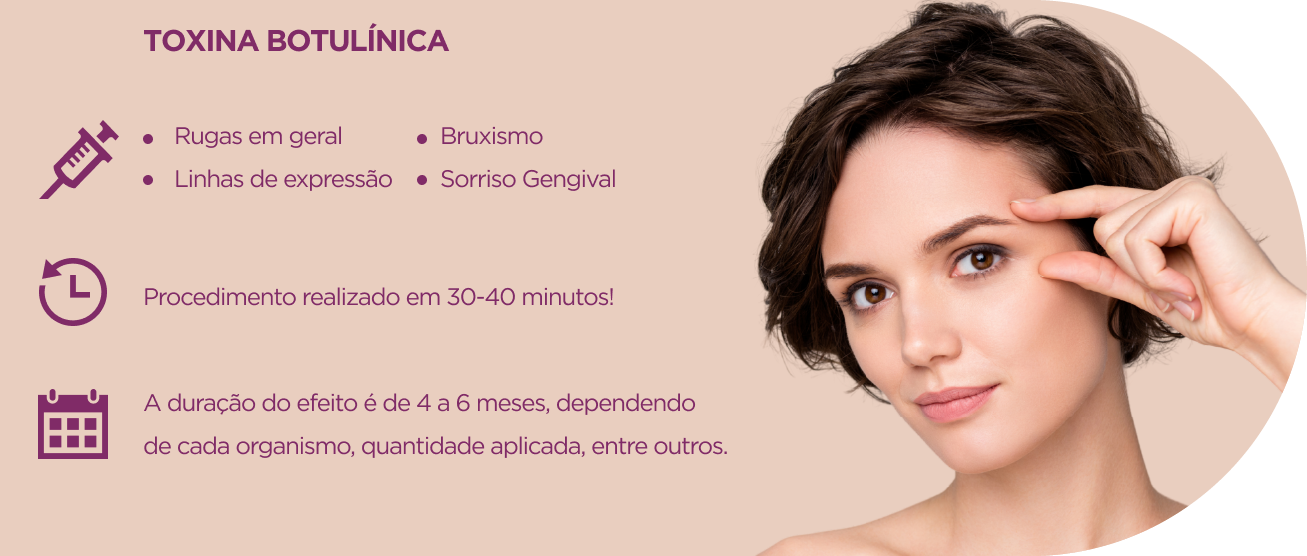 TOXINA BOTULÍNICA
• Rugas em geral
• Linhas de expressão
• Bruxismo
• Sorriso Gengival
Procedimento realizado em 30-40 minutos!
A duração do efeito é de 4 a 6 meses, dependendo
de cada organismo, quantidade aplicada, entre outros.